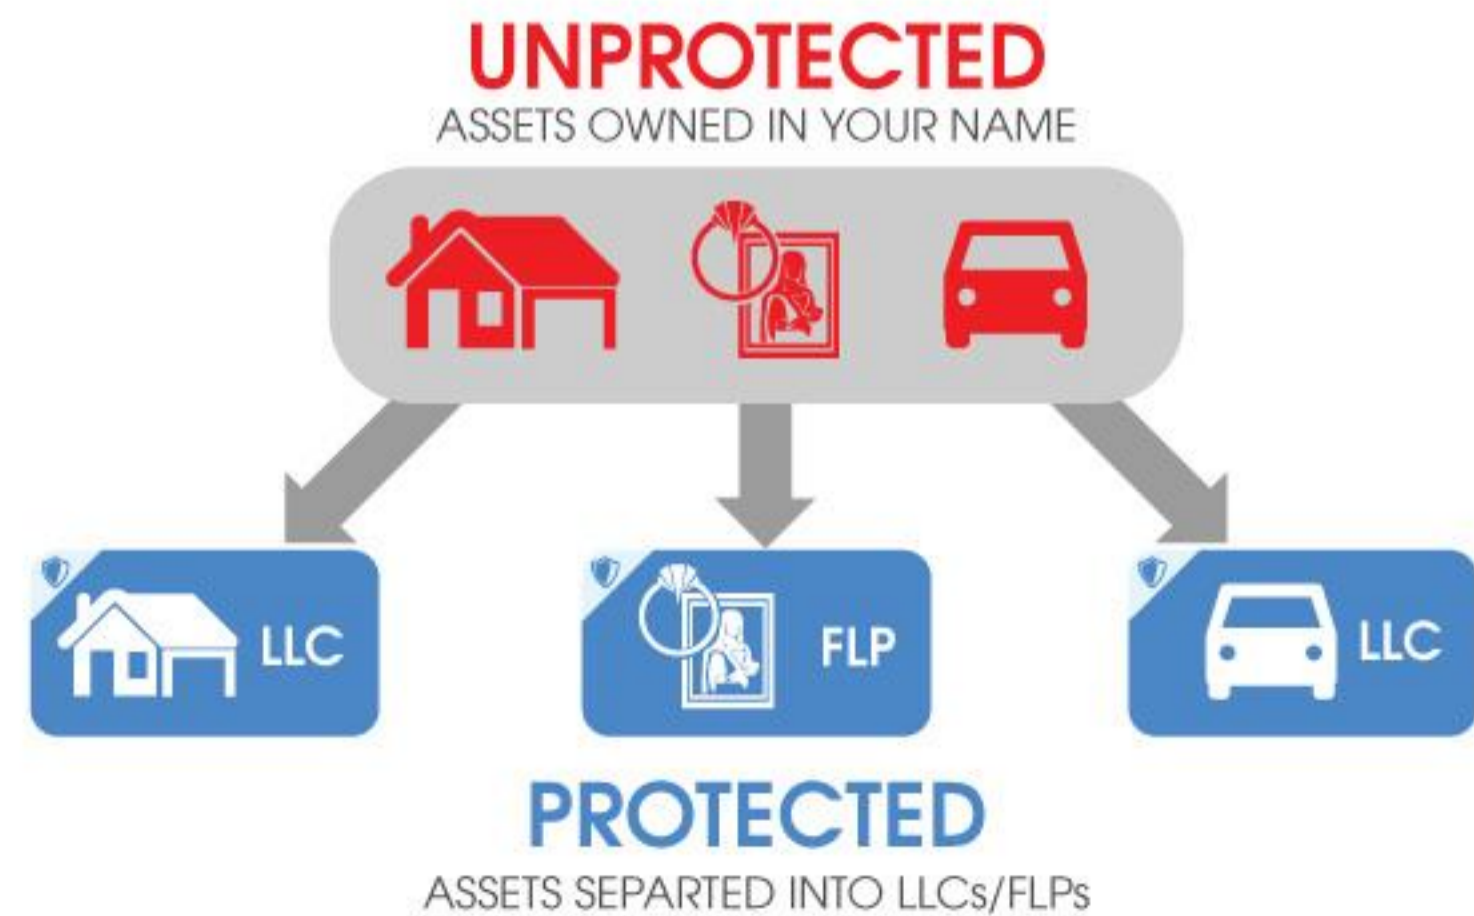 UNPROTECTED
ASSETS OWNED IN YOUR NAME
LLC
FLP
LLC
PROTECTED
ASSETS SEPARTED INTO LLCs/FLPs